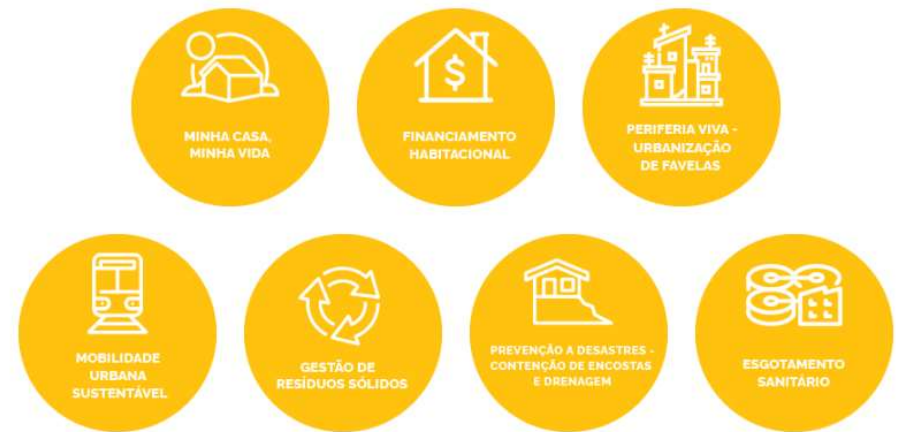 MINHA CASA,
MINHA VIDA
FINANCIAMENTO
HABITACIONAL
PERIFERIA VIVA -
URBANIZAÇÃO
DE FAVELAS
MOBILIDADE
URBANA
SUSTENTÁVEL
GESTÃO DE
RESÍDUOS SÓLIDOS
PREVENÇÃO A DESASTRES -
CONTENÇÃO DE ENCOSTAS
E DRENAGEM
ESGOTAMENTO
SANITÁRIO